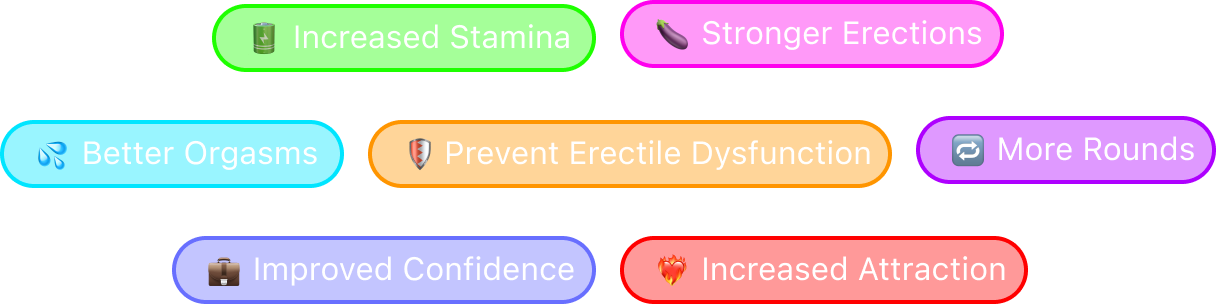 Increased Stamina
Stronger Erections
Better Orgasms
Prevent Erectile Dysfunction
More Rounds
Improved Confidence
Increased Attraction